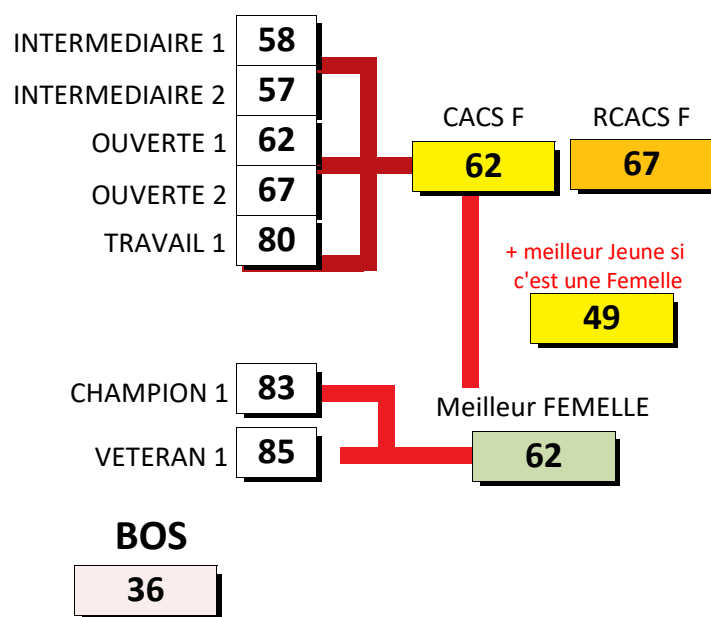 INTERMEDIAIRE 1 58
INTERMEDIAIRE 2 57
OUVERTE 1 62
OUVERTE 2 67
TRAVAIL 1 80
CACS F
62
RCACS F
67
+ meilleur Jeune si
c'est une Femelle
49
CHAMPION 1 83
VETERAN 1 85
Meilleur FEMELLE
62
BOS
36